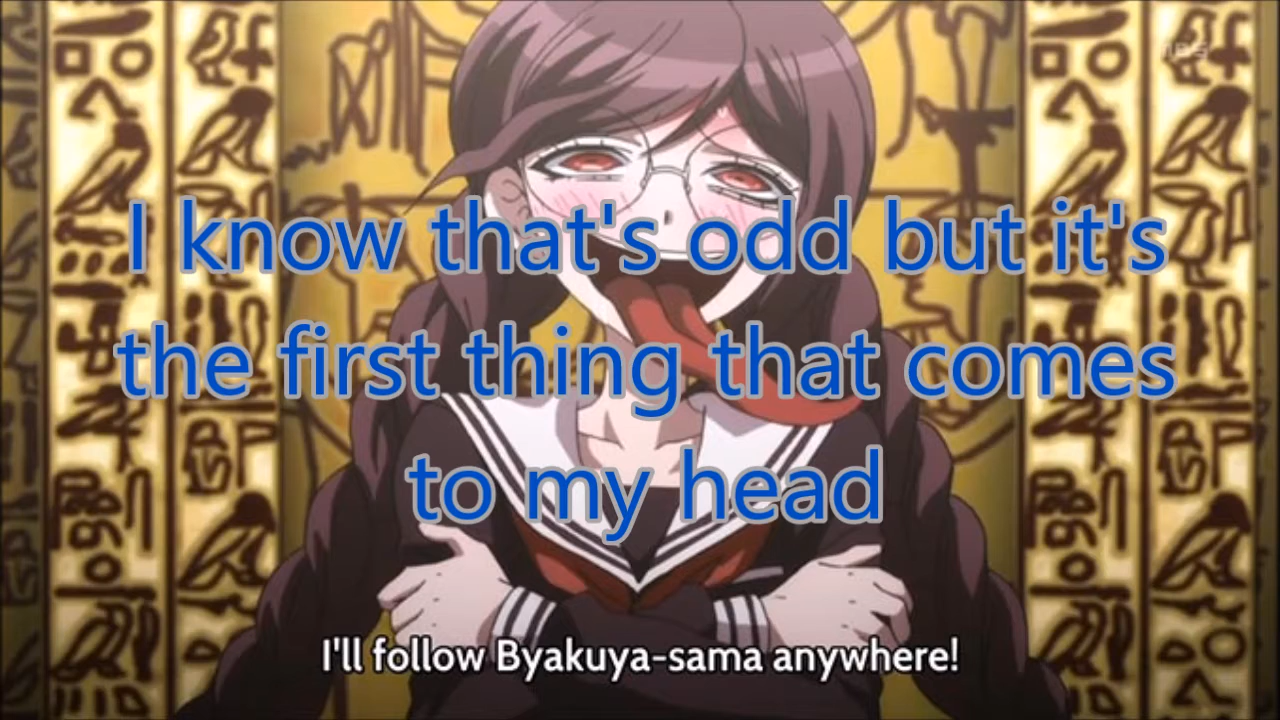 I know that's odd but it's
the first thing that comes
to my head
I'll follow Byakuya-sama anywhere!